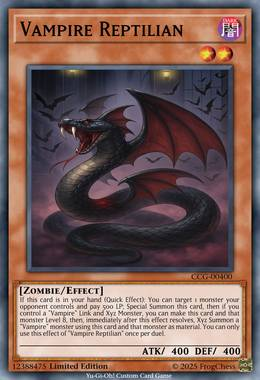 Vampire Reptilian
DARK
闇
CCG-00400
[Zombie/Effect]
If this card is in your hand (Quick Effect): You can target 1 monster your
opponent controls and pay 500 LP; Special Summon this card, then if you
control a "Vampire" Link and Xyz Monster, you can make this card and that
monster Level 8, then, immediately after this effect resolves, Xyz Summon a
"Vampire" monster using this card and that monster as material. You can only
use this effect of "Vampire Reptilian" once per duel.
ATK/ 400 DEF/ 400
12388475 Limited Edition
© 2025 FrogChess
Yu-Gi-Oh! Custom Card Game